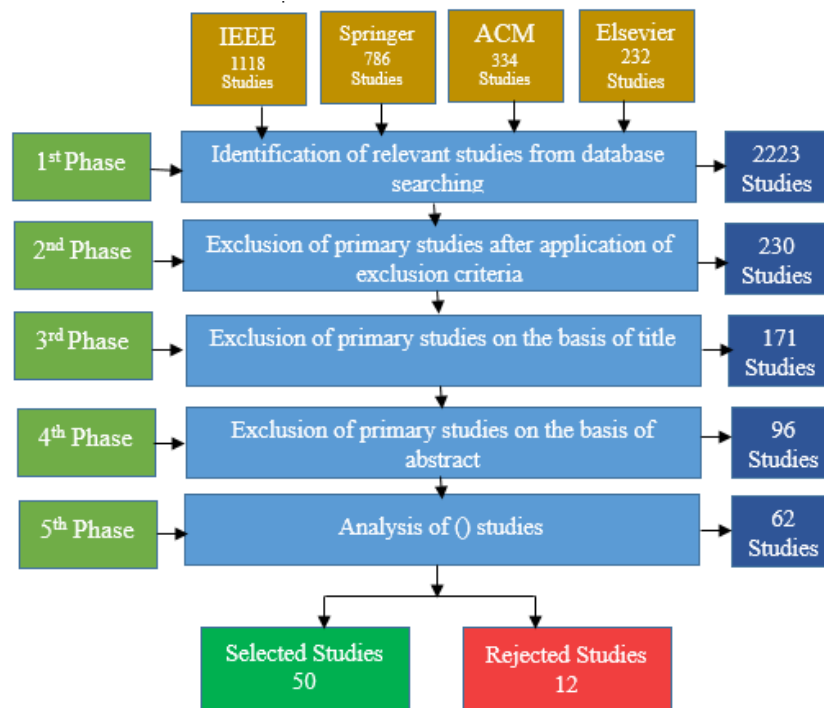 IEEE
1118
Studies
Springer
786
Studies
ACM
334
Studies
Elsevier
232
Studies
1st Phase
Identification of relevant studies from database
searching
2223
Studies
2nd Phase
Exclusion of primary studies after application of
exclusion criteria
230
Studies
3rd Phase
Exclusion of primary studies on the basis of title
171
Studies
4th Phase
Exclusion of primary studies on the basis of
abstract
96
Studies
5th Phase
Analysis of () studies
62
Studies
Selected Studies
50
Rejected Studies
12